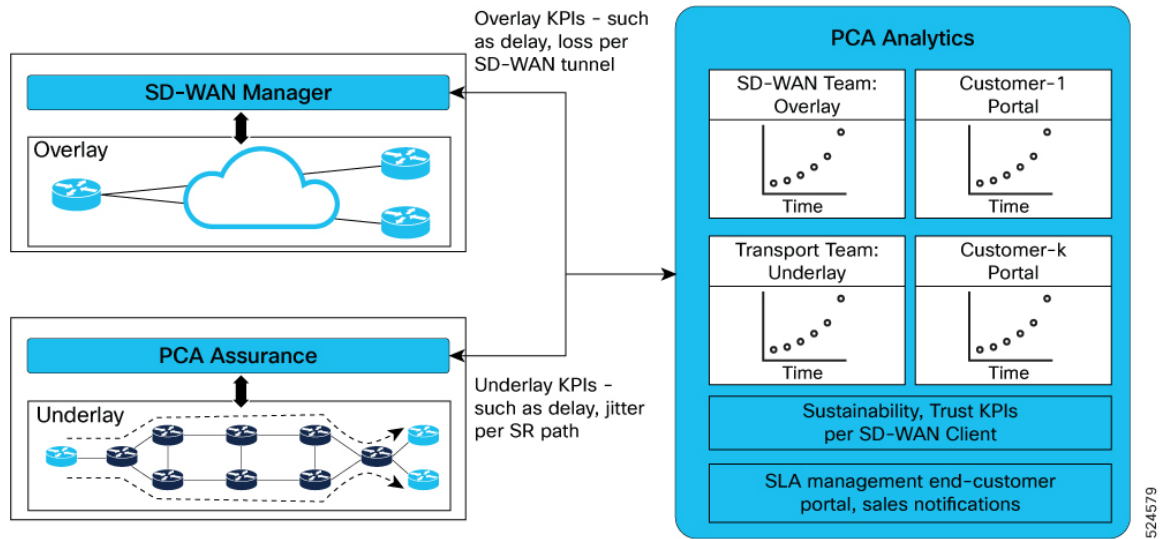 Overlay KPIs - such
as delay, loss per
SD-WAN tunnel
SD-WAN Manager
Overlay
PCA Assurance
Underlay
Underlay KPIs -
such as delay, jitter
per SR path
PCA Analytics
SD-WAN Team:
Overlay
Time
Customer-1
Portal
Time
Transport Team:
Underlay
Time
Customer-k
Portal
Time
Sustainability, Trust KPIs
per SD-WAN Client
SLA management end-customer
portal, sales notifications
524579